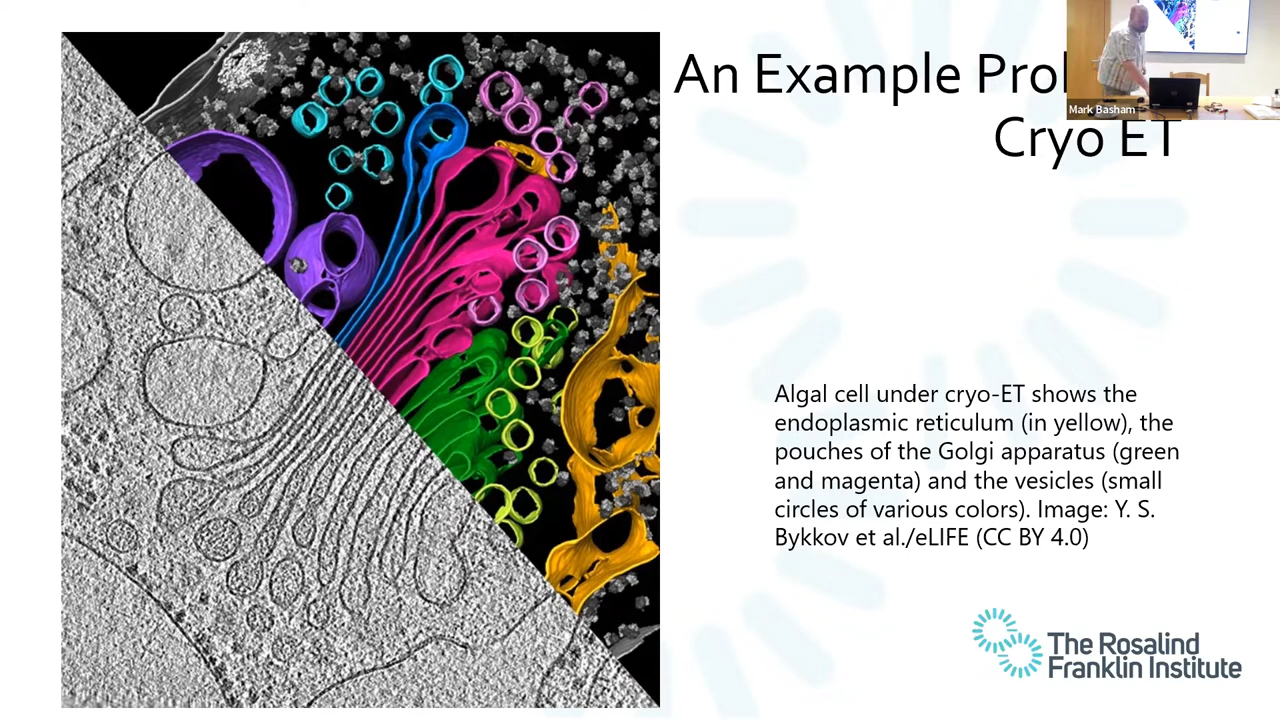 An Example
Cryo ET
Mark Basham
Algal cell under cryo-ET shows the
endoplasmic reticulum (in yellow), the
pouches of the Golgi apparatus (green
and magenta) and the vesicles (small
circles of various colors). Image: Y. S.
Bykkov et al./eLIFE (CC BY 4.0)
The Rosalind
Franklin Institute